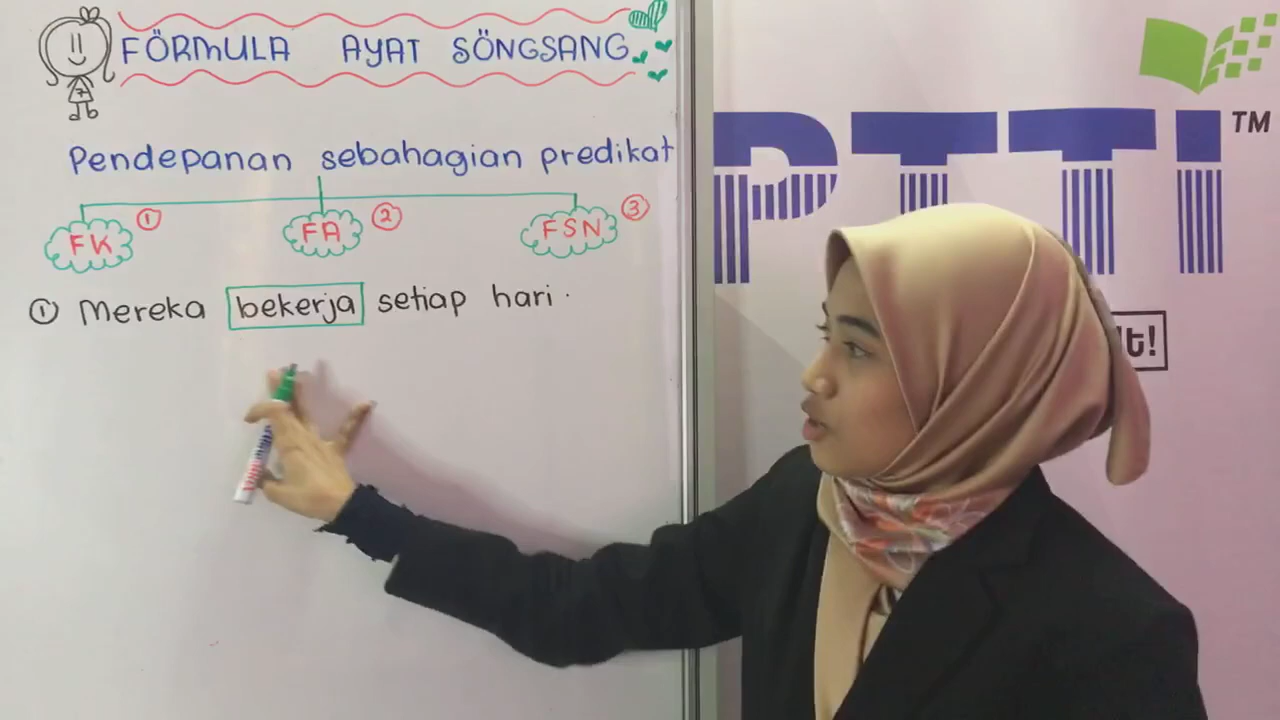 FÖRMULA AYAT SÖNGSANG
Pendepanan sebahagian predikat
FK ① FA ② FSN ③
① Mereka bekerja setiap hari.
PTTI TM
it!